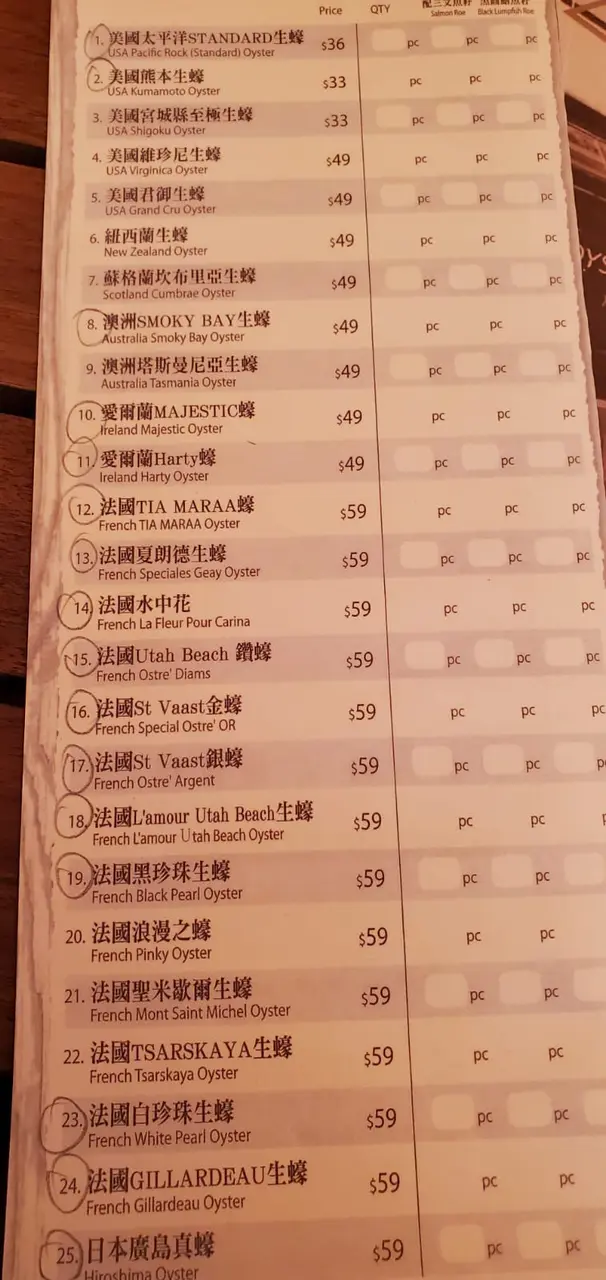 Price QTY
Salmon Roe Black Lumpfish Roe
1. 美國太平洋STANDARD生蠔 $36 pc pc pc
USA Pacific Rock (Standard) Oyster
2. 美國熊本生蠔 $33 pc pc pc
USA Kumamoto Oyster
3. 美國宮城縣至極生蠔 $33 pc pc pc
USA Shigoku Oyster
4. 美國維珍尼生蠔 $49 pc pc pc
USA Virginica Oyster
5. 美國君御生蠔 $49 pc pc pc
USA Grand Cru Oyster
6. 紐西蘭生蠔 $49 pc pc pc
New Zealand Oyster
7. 蘇格蘭坎布里亞生蠔 $49 pc pc pc
Scotland Cumbrae Oyster
8. 澳洲SMOKY BAY生蠔 $49 pc pc pc
Australia Smoky Bay Oyster
9. 澳洲塔斯曼尼亞生蠔 $49 pc pc pc
Australia Tasmania Oyster
10. 愛爾蘭MAJESTIC蠔 $49 pc pc pc
Ireland Majestic Oyster
11. 愛爾蘭Harty蠔 $49 pc pc pc
Ireland Harty Oyster
12. 法國TIA MARAA蠔 $59 pc pc pc
French TIA MARAA Oyster
13. 法國夏朗德生蠔 $59 pc pc pc
French Speciales Geay Oyster
14. 法國水中花 $59 pc pc pc
French La Fleur Pour Carina
15. 法國Utah Beach 鑽蠔 $59 pc pc pc
French Ostre' Diams
16. 法國St Vaast金蠔 $59 pc pc pc
French Special Ostre' OR
17. 法國St Vaast銀蠔 $59 pc pc
French Ostre' Argent
18. 法國L'amour Utah Beach生蠔 $59 pc pc
French L'amour Utah Beach Oyster
19. 法國黑珍珠生蠔 $59 pc pc
French Black Pearl Oyster
20. 法國浪漫之蠔 $59 pc pc
French Pinky Oyster
21. 法國聖米歇爾生蠔 $59 pc pc
French Mont Saint Michel Oyster
22. 法國TSARSKAYA生蠔 $59 pc pc
French Tsarskaya Oyster
23. 法國白珍珠生蠔 $59 pc pc
French White Pearl Oyster
24. 法國GILLARDEAU生蠔 $59 pc pc
French Gillardeau Oyster
25. 日本廣島真蠔 $59 pc pc
Hiroshima Oyster